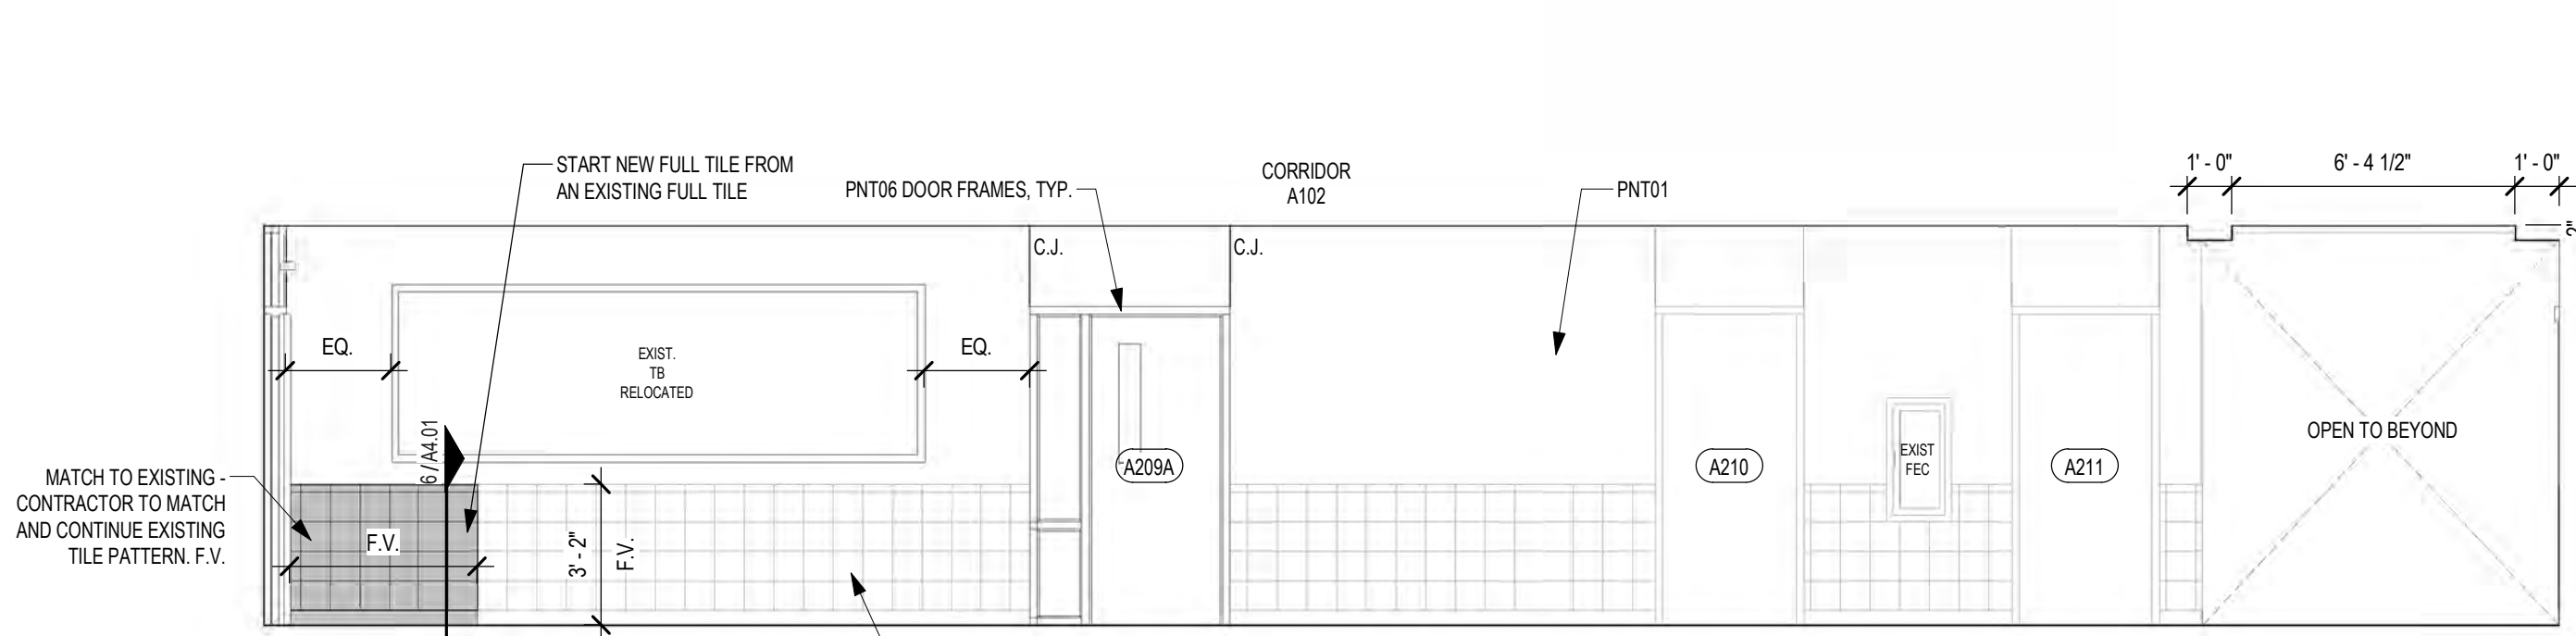 START NEW FULL TILE FROM
AN EXISTING FULL TILE
PNT06 DOOR FRAMES, TYP.
CORRIDOR
A102
PNT01
1' - 0"
6' - 4 1/2"
1' - 0"
2"
C.J.
C.J.
EQ.
EXIST.
TB
RELOCATED
EQ.
6 / A4.01
A209A
A210
EXIST
FEC
A211
OPEN TO BEYOND
MATCH TO EXISTING -
CONTRACTOR TO MATCH
AND CONTINUE EXISTING
TILE PATTERN. F.V.
F.V.
3' - 2"
F.V.